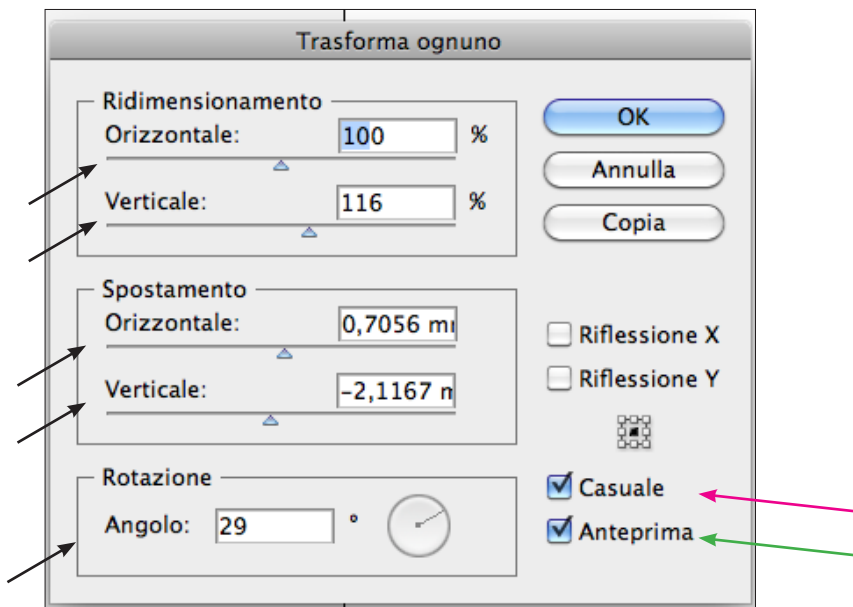 Trasforma ognuno
Ridimensionamento
Orizzontale: 100 %
Verticale: 116 %
Spostamento
Orizzontale: 0,7056
Verticale: -2,1167
Rotazione
Angolo: 29 °
OK
Annulla
Copia
Riflessione X
Riflessione Y
Casuale
Anteprima